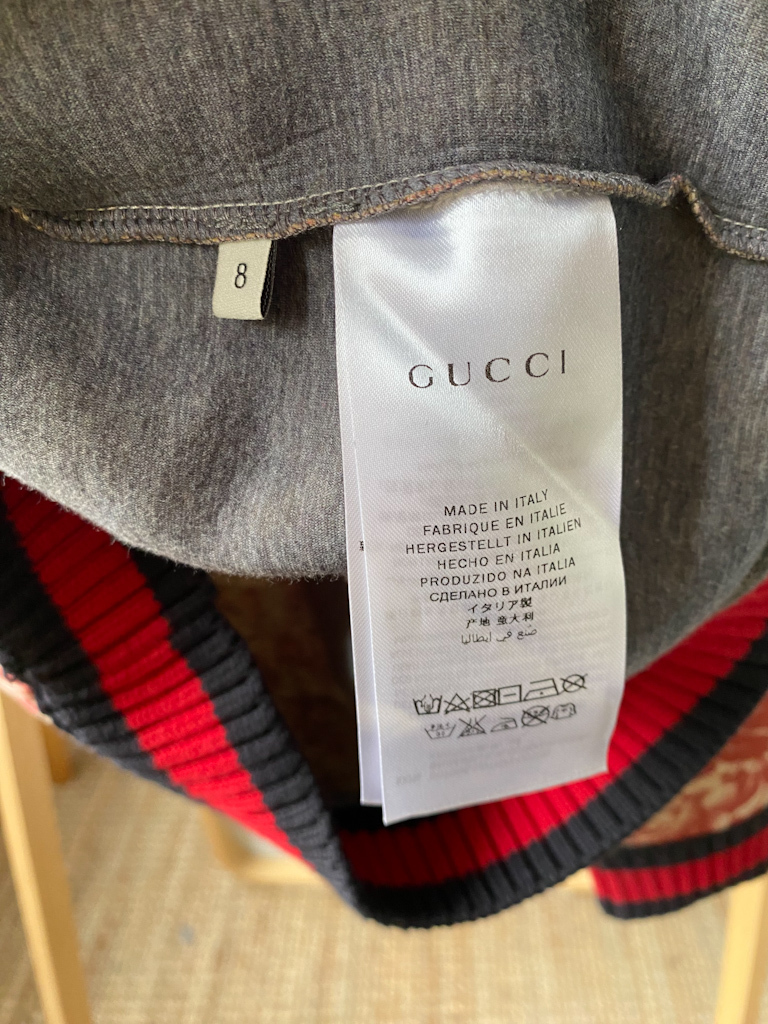 8
GUCCI
MADE IN ITALY
FABRIQUE EN ITALIE
HERGESTELLT IN ITALIEN
HECHO EN ITALIA
PRODUZIDO NA ITALIA
СДЕЛАНО В ИТАЛИИ
イタリア製
产地 意大利
صنع في إيطاليا